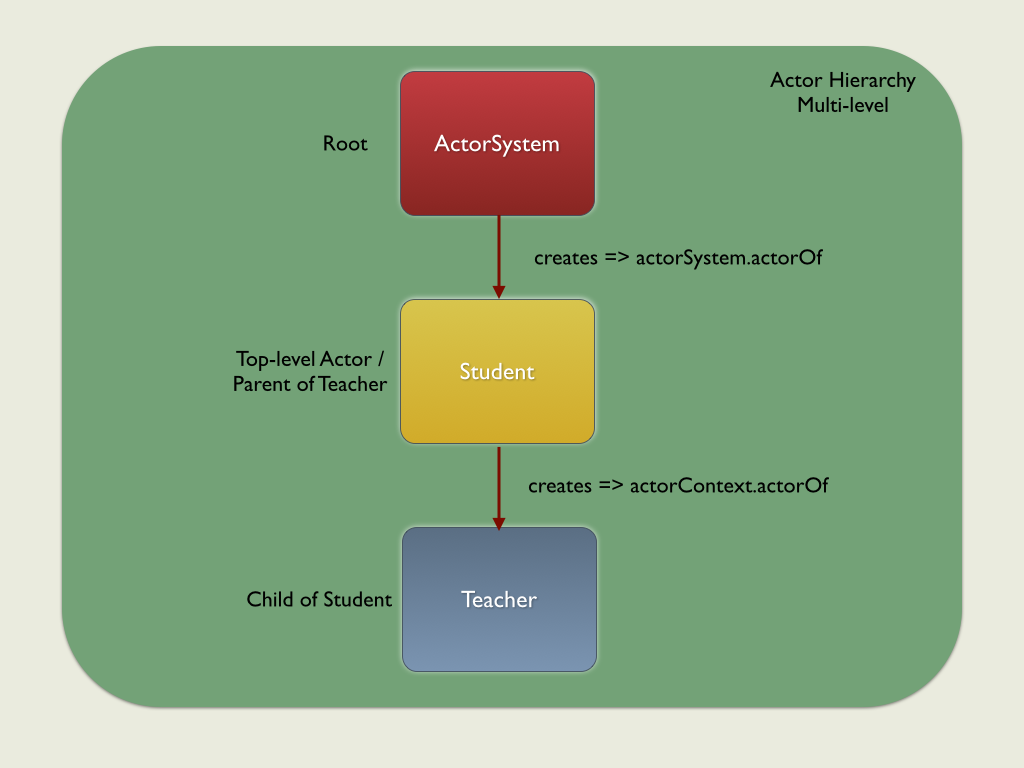 Actor Hierarchy
Multi-level
Root
ActorSystem
creates => actorSystem.actorOf
Top-level Actor /
Parent of Teacher
Student
creates => actorContext.actorOf
Child of Student
Teacher